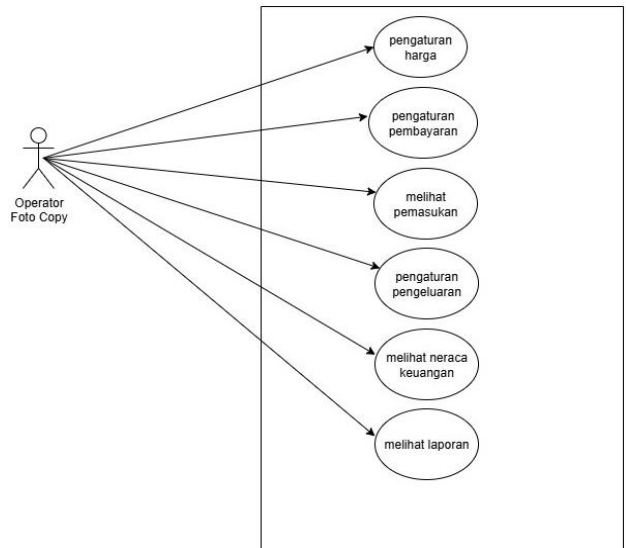 pengaturan
harga
pengaturan
pembayaran
Operator
Foto Copy
melihat
pemasukan
pengaturan
pengeluaran
melihat neraca
keuangan
melihat laporan